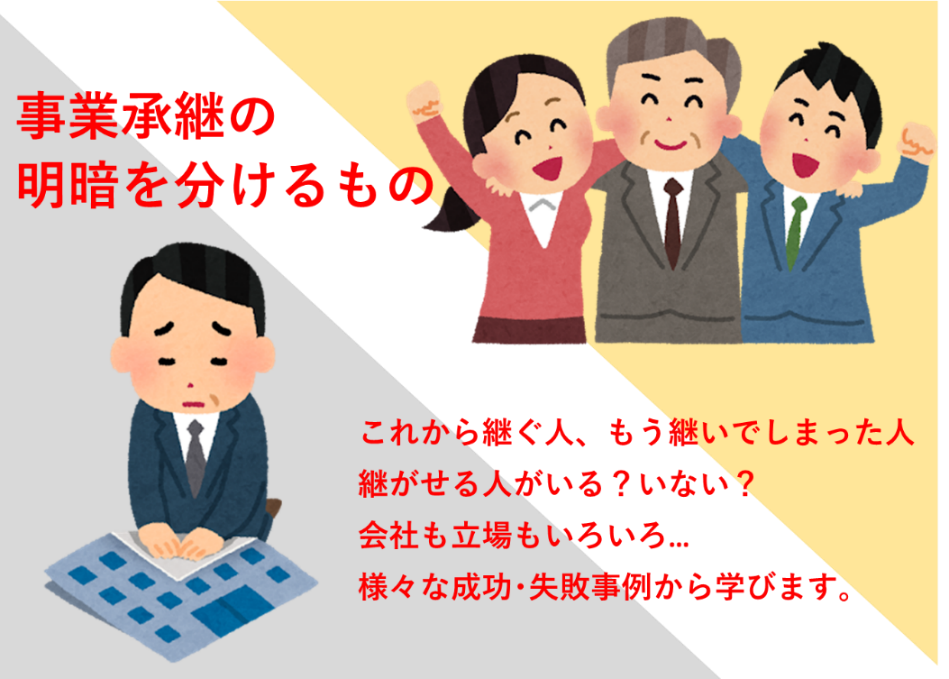 事業承継の
明暗を分けるもの
これから継ぐ人、もう継いでしまった人
継がせる人がいる？いない？
会社も立場もいろいろ...
様々な成功･失敗事例から学びます。